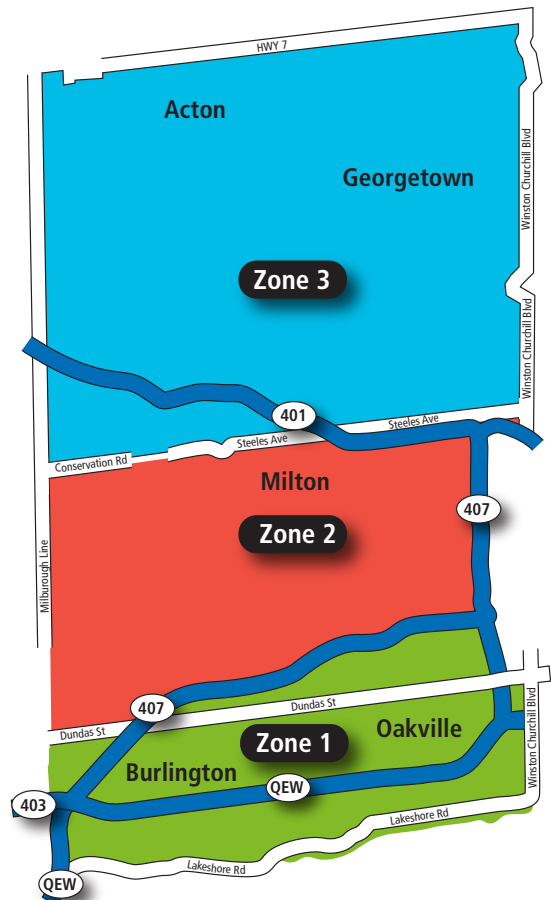 HWY 7
Acton
Winston Churchill Blvd
Georgetown
Zone 3
Winston Churchill Blvd
401
Steeles Ave
Steeles Ave
Conservation Rd
Milton
407
Zone 2
Milburough Line
407
Dundas St
Dundas St
Oakville
Zone 1
Winston Churchill Blvd
Burlington
QEW
403
Lakeshore Rd
Lakeshore Rd
QEW